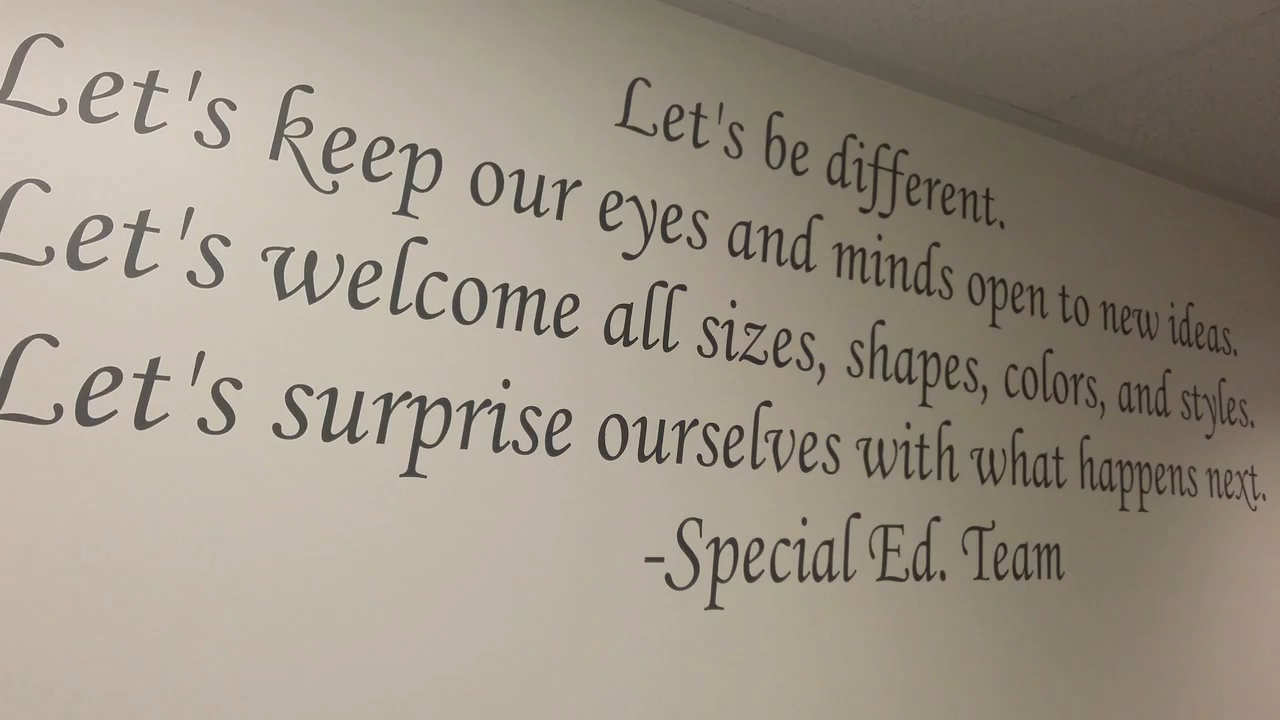 Let's be different.
Let's keep our eyes and minds open to new ideas.
Let's welcome all sizes, shapes, colors, and styles.
Let's surprise ourselves with what happens next.
-Special Ed. Team